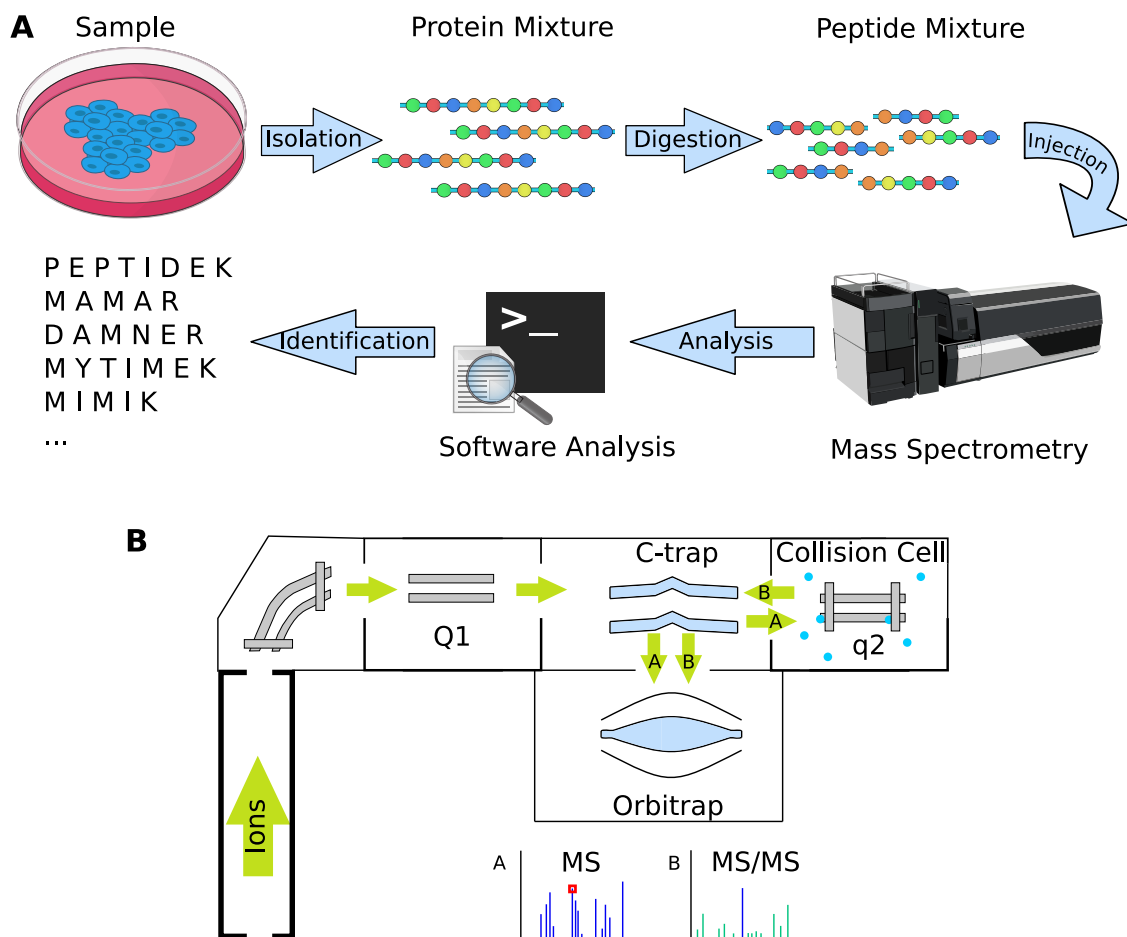 A
Sample
Protein Mixture
Peptide Mixture
Isolation
Digestion
Injection
P E P T I D E K
M A M A R
D A M N E R
M Y T I M E K
M I M I K
...
Identification
>_
Analysis
Software Analysis
Mass Spectrometry
B
C-trap
Collision Cell
B
A
Q1
q2
A
B
Ions
Orbitrap
A
MS
B
MS/MS